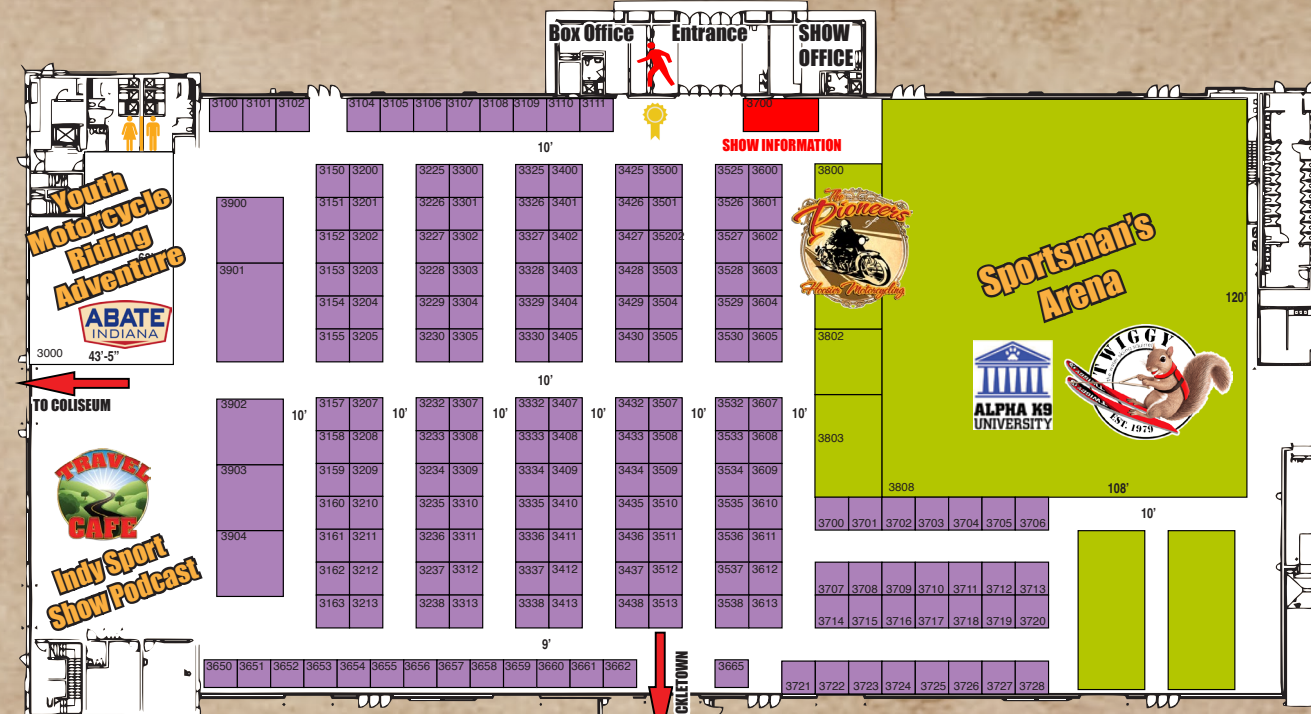 Box Office
Entrance
SHOW
OFFICE
3100 3101 3102
3104 3105 3106 3107 3108 3109 3110 3111
3700
SHOW INFORMATION
10'
Youth
Motorcycle
Riding
Adventure
ABATE
INDIANA
3000
43'-5"
TO COLISEUM
TRAVEL
CAFE
Indy Sport
Show Podcast
UP
3900
3901
3902
3903
3904
3150 3200 3225 3300 3325 3400 3425 3500 3525 3600
3151 3201 3226 3301 3326 3401 3426 3501 3526 3601
3152 3202 3227 3302 3327 3402 3427 35202 3527 3602
3153 3203 3228 3303 3328 3403 3428 3503 3528 3603
3154 3204 3229 3304 3329 3404 3429 3504 3529 3604
3155 3205 3230 3305 3330 3405 3430 3505 3530 3605
10'
3157 3207 3232 3307 3332 3407 3432 3507 3532 3607
10' 10' 10' 10' 10' 10'
3158 3208 3233 3308 3333 3408 3433 3508 3533 3608
3159 3209 3234 3309 3334 3409 3434 3509 3534 3609
3160 3210 3235 3310 3335 3410 3435 3510 3535 3610
3161 3211 3236 3311 3336 3411 3436 3511 3536 3611
3162 3212 3237 3312 3337 3412 3437 3512 3537 3612
3163 3213 3238 3313 3338 3413 3438 3513 3538 3613
9'
3650 3651 3652 3653 3654 3655 3656 3657 3658 3659 3660 3661 3662
3665
CKLETOWN
3800
The
Pioneers
Hoosier Motorcycling
3802
3803
3808
Sportsman's
Arena
120'
108'
ALPHA K9
UNIVERSITY
TWIGGY
EST. 1979
3700 3701 3702 3703 3704 3705 3706
10'
3707 3708 3709 3710 3711 3712 3713
3714 3715 3716 3717 3718 3719 3720
3721 3722 3723 3724 3725 3726 3727 3728